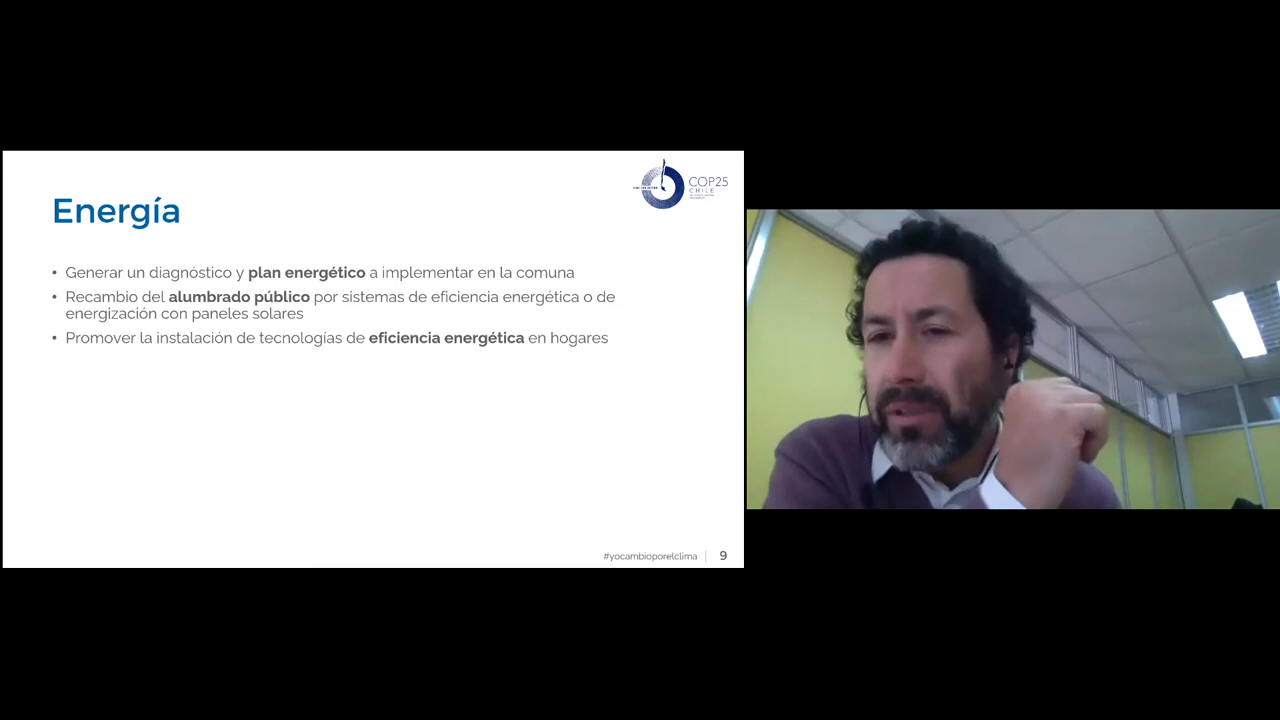 Energía
COP25
CHILE
• Generar un diagnóstico y plan energético a implementar en la comuna
• Recambio del alumbrado público por sistemas de eficiencia energética o de
energización con paneles solares
• Promover la instalación de tecnologías de eficiencia energética en hogares
#yocambioporelclima
9